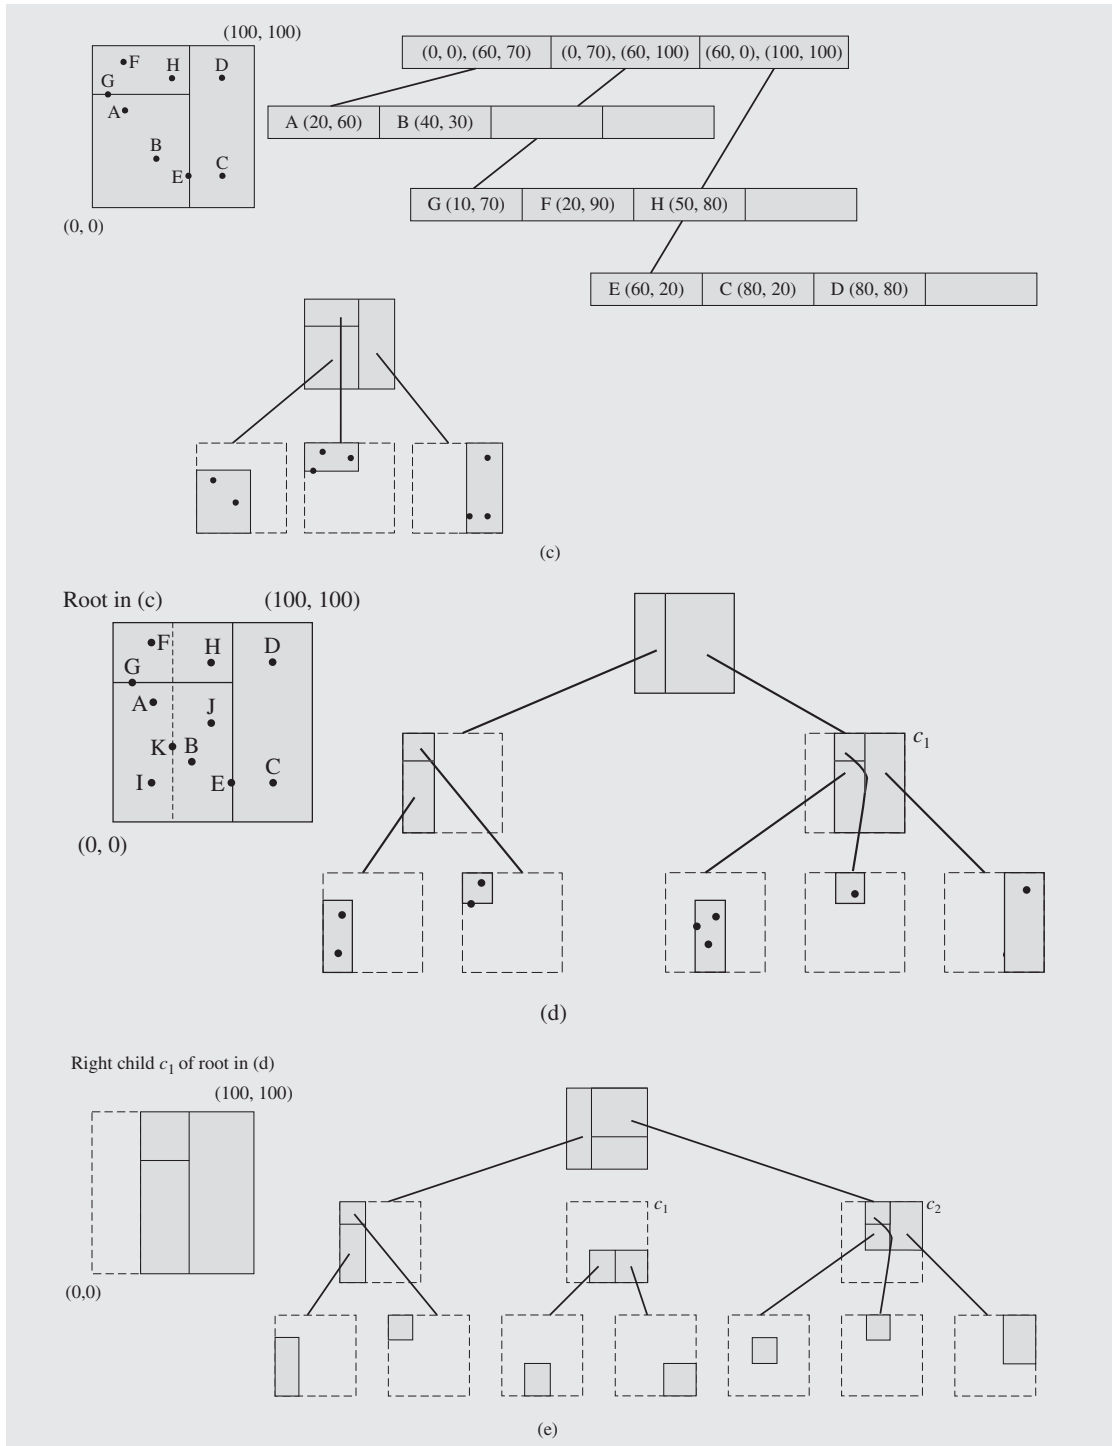 (100, 100)
F
H
D
G
A
B
E
C
(0, 0)
(0, 0), (60, 70) (0, 70), (60, 100) (60, 0), (100, 100)
A (20, 60) B (40, 30)
G (10, 70) F (20, 90) H (50, 80)
E (60, 20) C (80, 20) D (80, 80)
(c)
Root in (c) (100, 100)
F
H
D
G
A
J
K
B
I
E
C
(0, 0)
c1
(d)
Right child c1 of root in (d)
(100, 100)
(0,0)
c1
c2
(e)